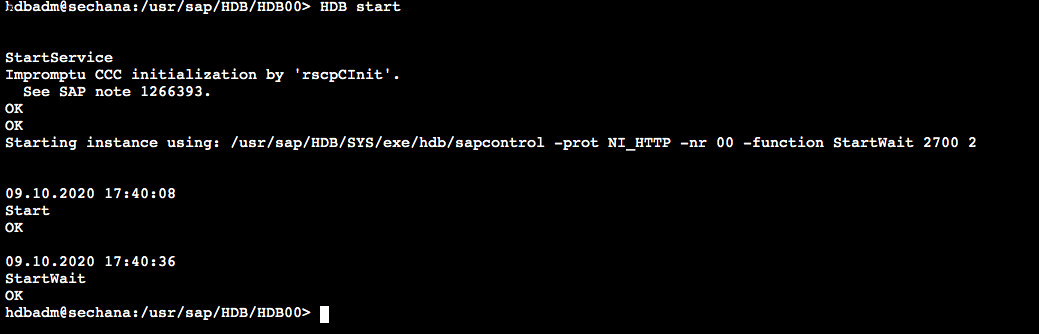 hdbadm@sechana:/usr/sap/HDB/HDB00> HDB start
StartService
Impromptu CCC initialization by 'rscpCInit'.
See SAP note 1266393.
OK
OK
Starting instance using: /usr/sap/HDB/SYS/exe/hdb/sapcontrol -prot NI_HTTP -nr 00 -function StartWait 2700 2
09.10.2020 17:40:08
Start
OK
09.10.2020 17:40:36
StartWait
OK
hdbadm@sechana:/usr/sap/HDB/HDB00>